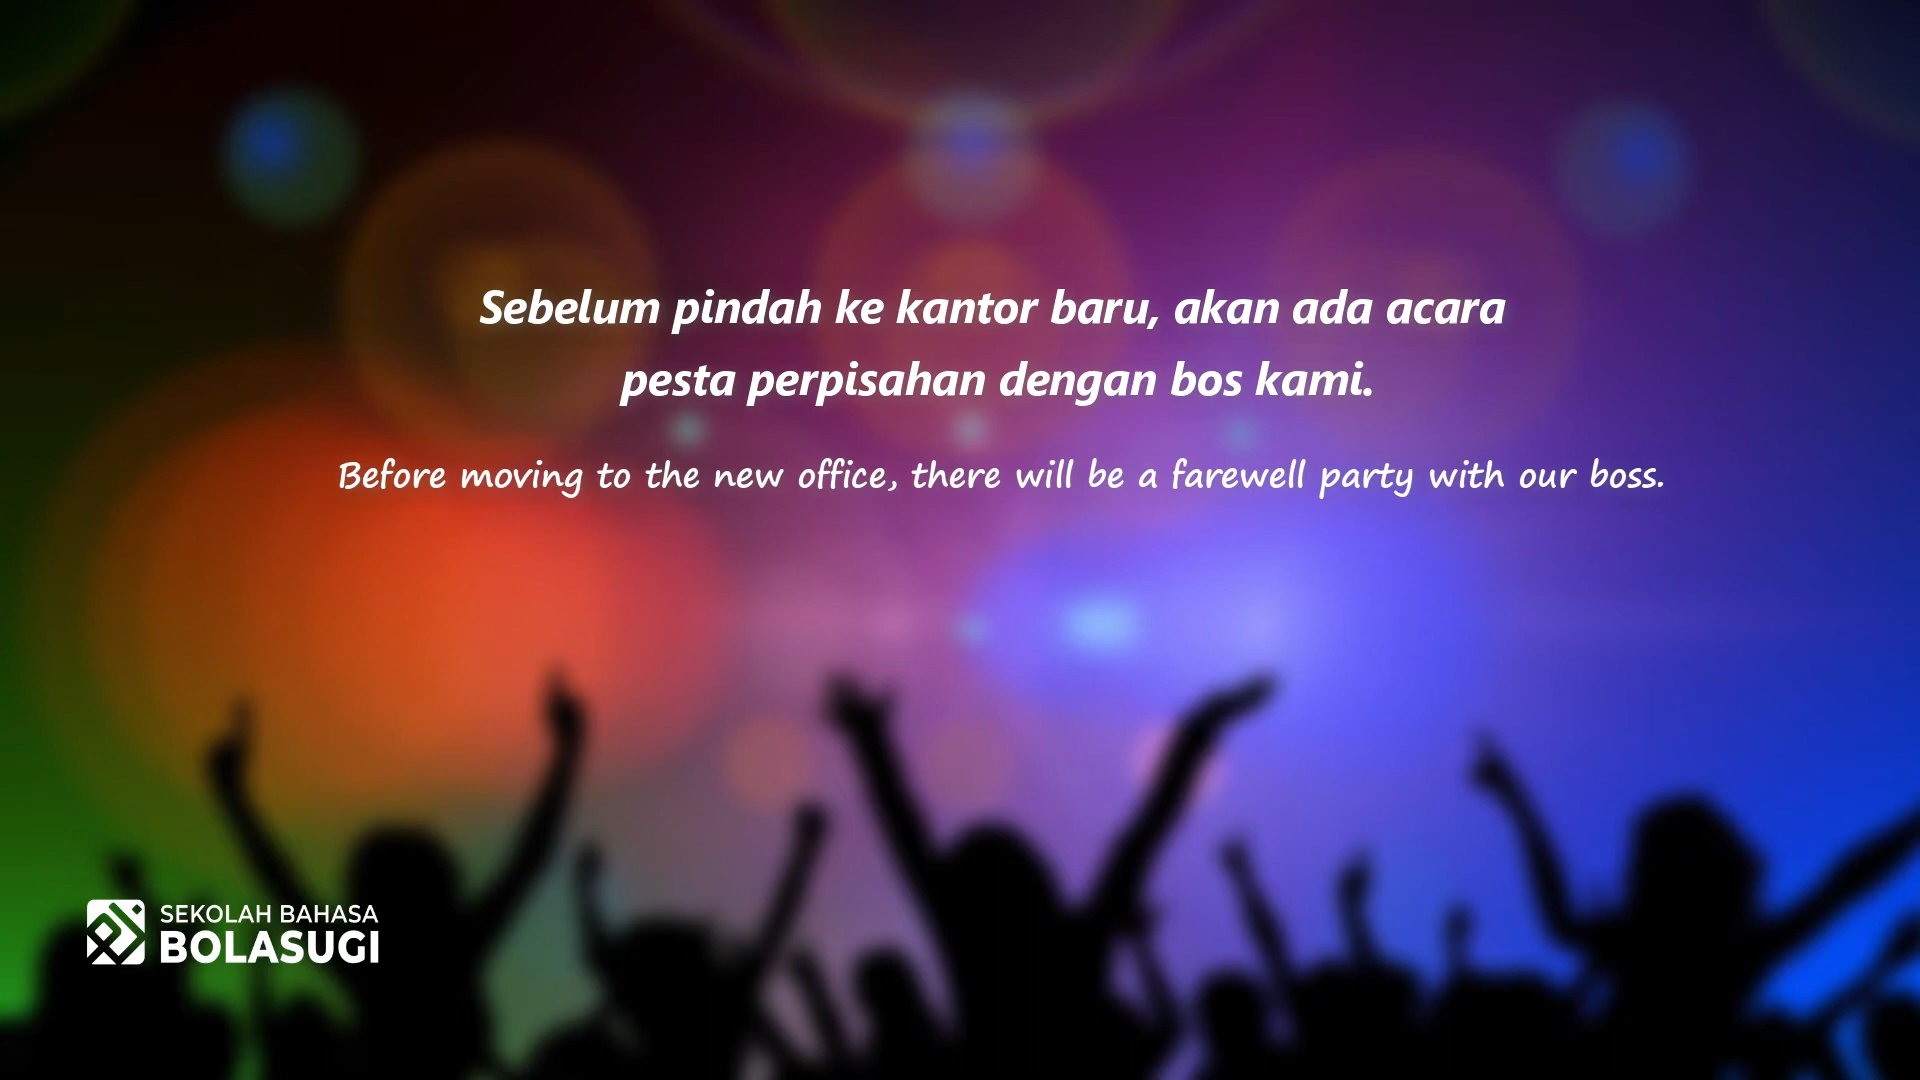 Sebelum pindah ke kantor baru, akan ada acara
pesta perpisahan dengan bos kami.
Before moving to the new office, there will be a farewell party with our boss.
SEKOLAH BAHASA
BOLASUGI